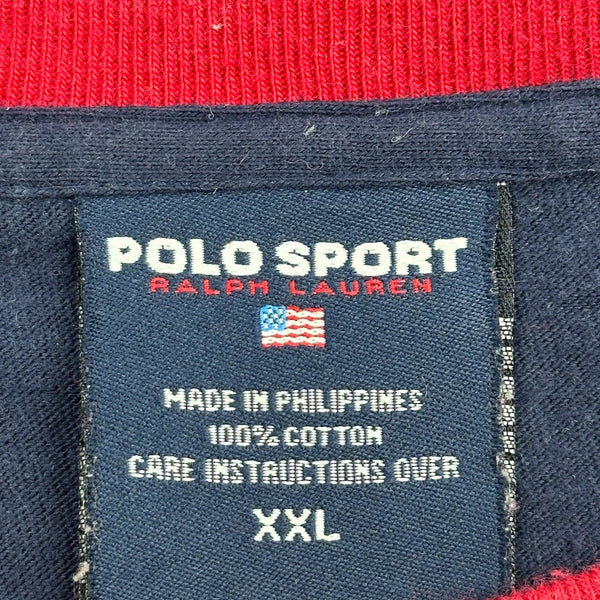 POLO SPORT
RALPH LAUREN
MADE IN PHILIPPINES
100% COTTON
CARE INSTRUCTIONS OVER
XXL